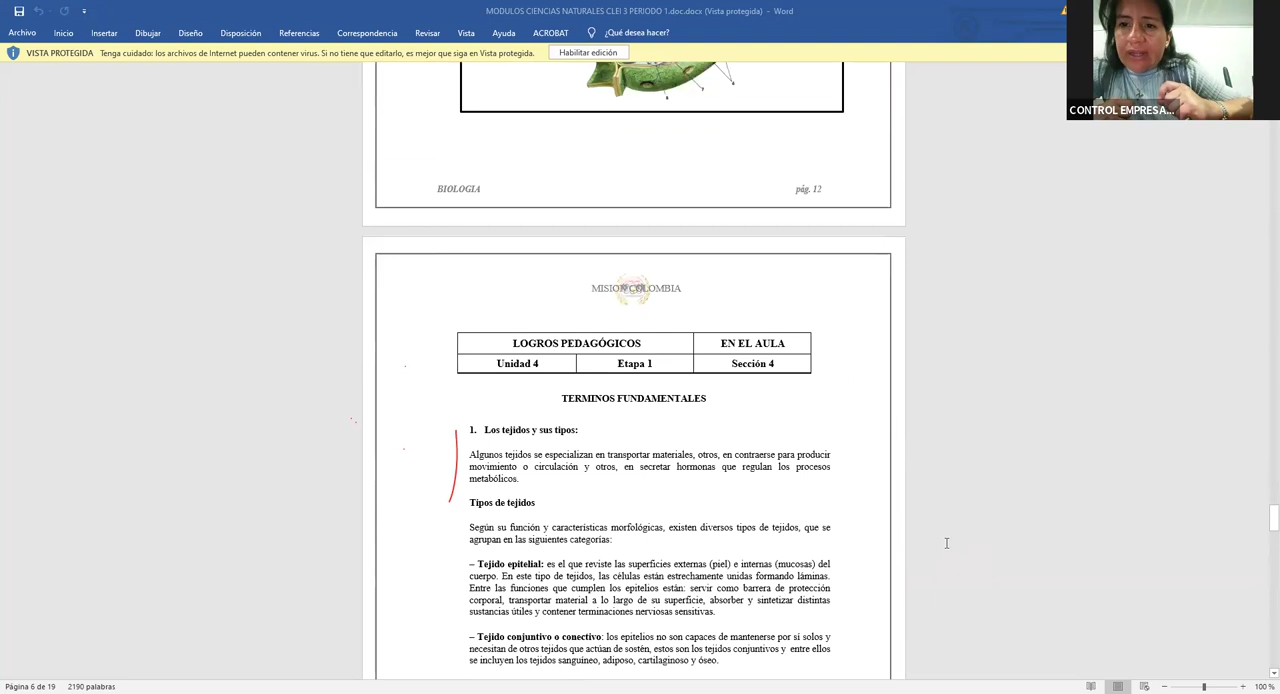 MODULOS CIENCIAS NATURALES CLEI 3 PERIODO 1.doc.docx (Vista protegida) – Word
Archivo Inicio Insertar Dibujar Diseño Disposición Referencias Correspondencia Revisar Vista Ayuda ACROBAT ¿Qué desea hacer?
VISTA PROTEGIDA Tenga cuidado: los archivos de Internet pueden contener virus. Si no tiene que editarlo, es mejor que siga en Vista protegida. Habilitar edición
CONTROL EMPRESA...
BIOLOGIA pág. 12
MISION COLOMBIA
LOGROS PEDAGÓGICOS EN EL AULA
Unidad 4 Etapa 1 Sección 4
TERMINOS FUNDAMENTALES
1. Los tejidos y sus tipos:
Algunos tejidos se especializan en transportar materiales, otros, en contraerse para producir
movimiento o circulación y otros, en secretar hormonas que regulan los procesos
metabólicos.
Tipos de tejidos
Según su función y características morfológicas, existen diversos tipos de tejidos, que se
agrupan en las siguientes categorías:
– Tejido epitelial: es el que reviste las superficies externas (piel) e internas (mucosas) del
cuerpo. En este tipo de tejidos, las células están estrechamente unidas formando láminas.
Entre las funciones que cumplen los epitelios están: servir como barrera de protección
corporal, transportar material a lo largo de su superficie, absorber y sintetizar distintas
sustancias útiles y contener terminaciones nerviosas sensitivas.
– Tejido conjuntivo o conectivo: los epitelios no son capaces de mantenerse por sí solos y
necesitan de otros tejidos que actúan de sostén, estos son los tejidos conjuntivos y entre ellos
se incluyen los tejidos sanguíneo, adiposo, cartilaginoso y óseo.
Página 6 de 19 2190 palabras 100 %